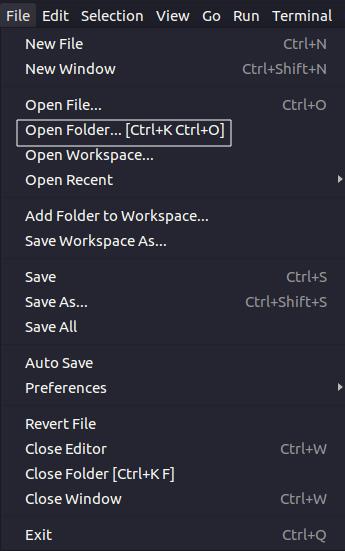 File Edit Selection View Go Run Terminal
New File Ctrl+N
New Window Ctrl+Shift+N
Open File... Ctrl+O
Open Folder... [Ctrl+K Ctrl+O]
Open Workspace...
Open Recent
Add Folder to Workspace...
Save Workspace As...
Save Ctrl+S
Save As... Ctrl+Shift+S
Save All
Auto Save
Preferences
Revert File
Close Editor Ctrl+W
Close Folder [Ctrl+K F]
Close Window Ctrl+W
Exit Ctrl+Q